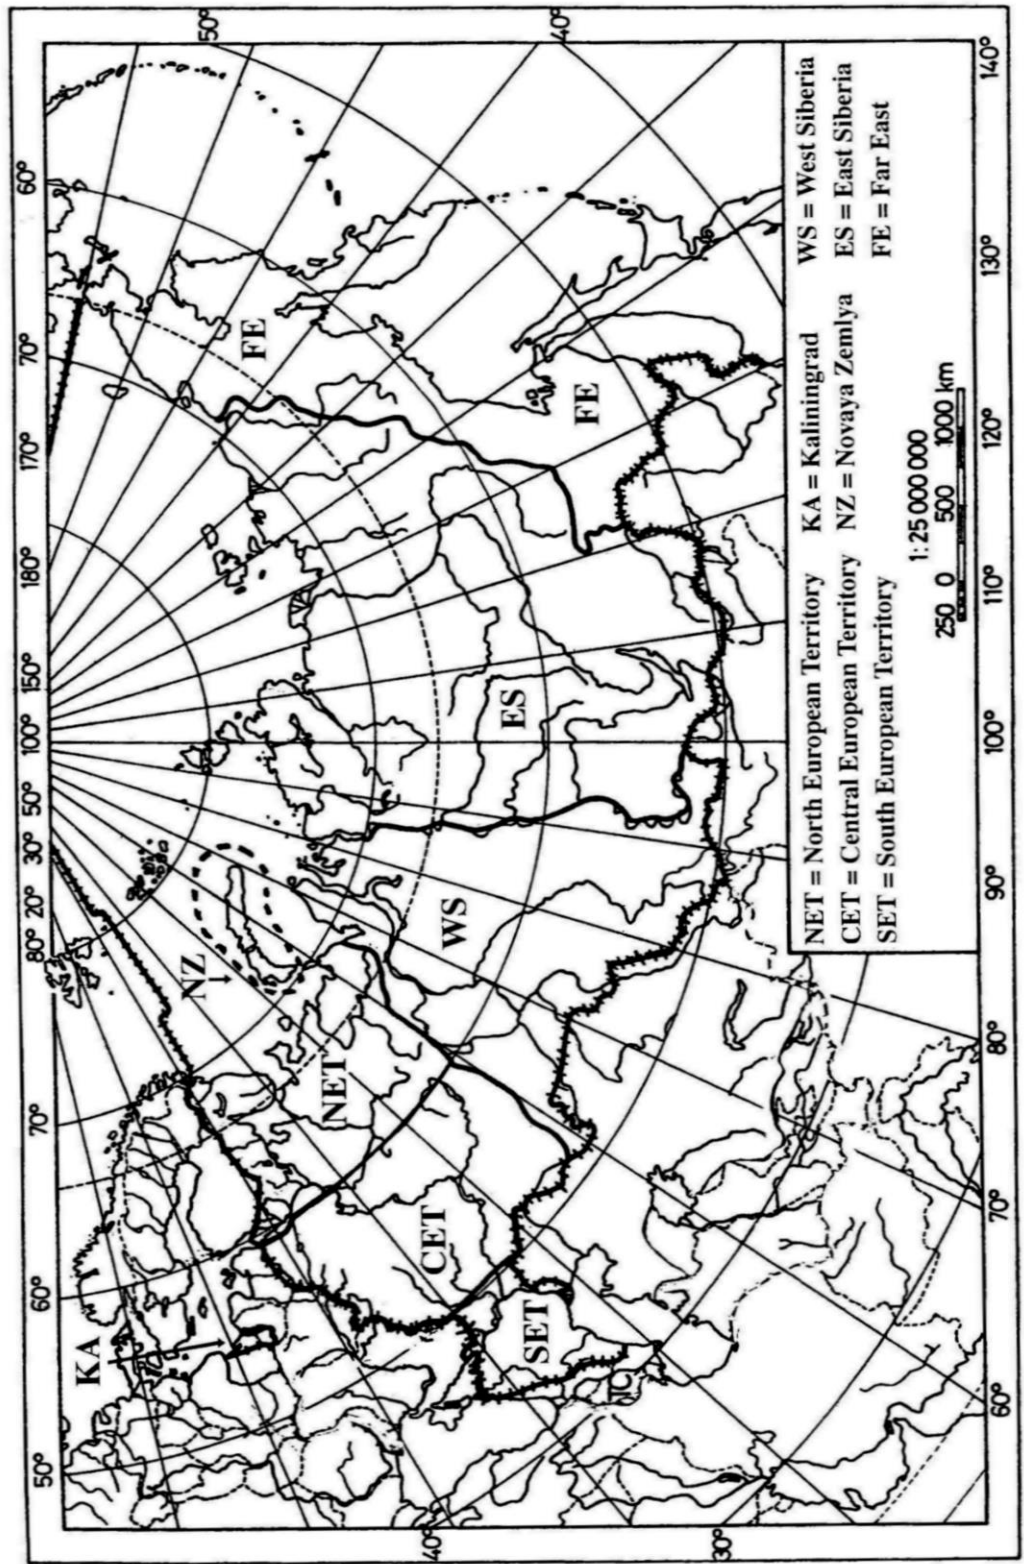 50° 60° 70° 80° 20° 30° 50° 100° 150° 180° 170° 70° 60°
KA
NZ
50°
FE
NET
CET
WS
40°
ES
SET
FE
40°
30°
NET = North European Territory KA = Kaliningrad WS = West Siberia
CET = Central European Territory NZ = Novaya Zemlya ES = East Siberia
SET = South European Territory FE = Far East
1:25 000 000
250 0 500 1000 km
60° 70° 80° 90° 100° 110° 120° 130° 140°